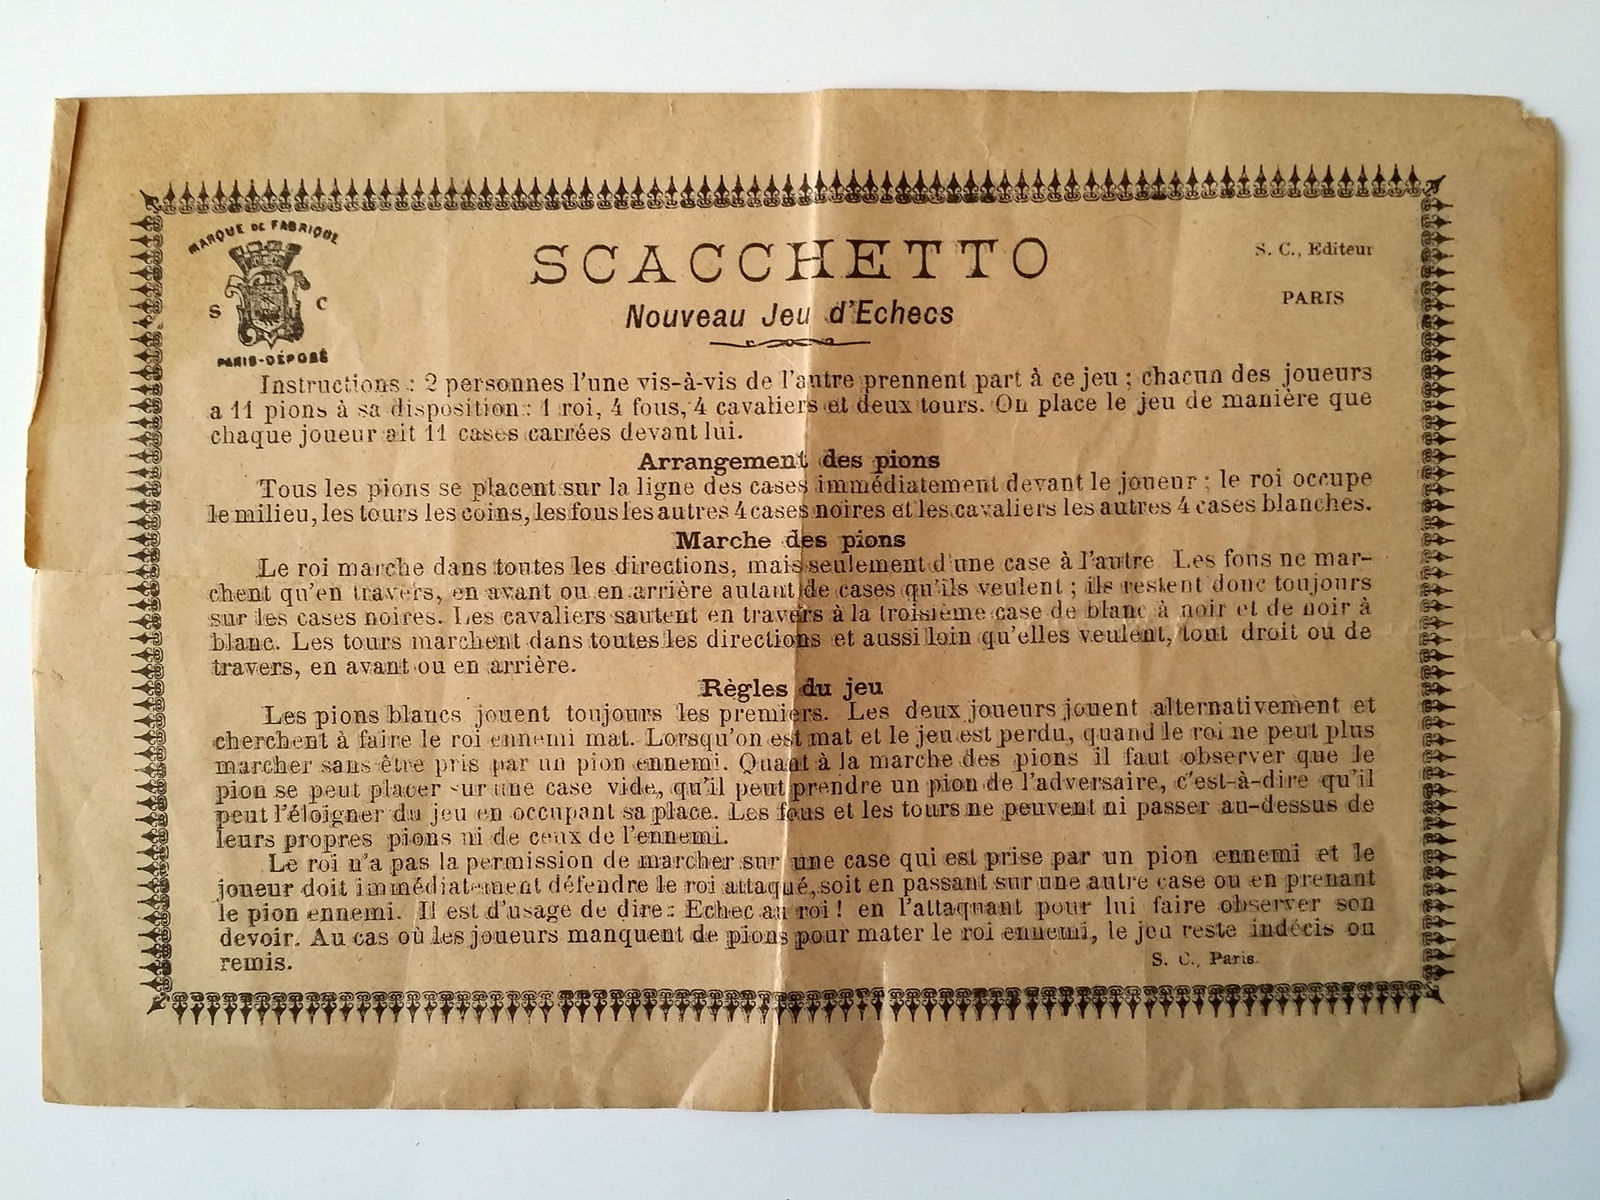 MARQUE DE FABRIQUE
S C
PARIS-DÉPOSÉ
SCACCHETTO
Nouveau Jeu d'Echecs
S. C., Editeur
PARIS
Instructions : 2 personnes l'une vis-à-vis de l'autre prennent part à ce jeu ; chacun des joueurs
a 11 pions à sa disposition : 1 roi, 4 fous, 4 cavaliers et deux tours. On place le jeu de manière que
chaque joueur ait 11 cases carrées devant lui.
Arrangement des pions
Tous les pions se placent sur la ligne des cases immédiatement devant le joueur ; le roi occupe
le milieu, les tours les coins, les fous les autres 4 cases noires et les cavaliers les autres 4 cases blanches.
Marche des pions
Le roi marche dans toutes les directions, mais seulement d'une case à l'autre. Les fous ne mar-
chent qu'en travers, en avant ou en arrière autant de cases qu'ils veulent ; ils restent donc toujours
sur les cases noires. Les cavaliers sautent en travers à la troisième case de blanc à noir et de noir à
blanc. Les tours marchent dans toutes les directions et aussi loin qu'elles veulent, tout droit ou de
travers, en avant ou en arrière.
Règles du jeu
Les pions blancs jouent toujours les premiers. Les deux joueurs jouent alternativement et
cherchent à faire le roi ennemi mat. Lorsqu'on est mat et le jeu est perdu, quand le roi ne peut plus
marcher sans être pris par un pion ennemi. Quant à la marche des pions il faut observer que le
pion se peut placer sur une case vide, qu'il peut prendre un pion de l'adversaire, c'est-à-dire qu'il
peut l'éloigner du jeu en occupant sa place. Les fous et les tours ne peuvent ni passer au-dessus de
leurs propres pions ni de ceux de l'ennemi.
Le roi n'a pas la permission de marcher sur une case qui est prise par un pion ennemi et le
joueur doit immédiatement défendre le roi attaqué, soit en passant sur une autre case ou en prenant
le pion ennemi. Il est d'usage de dire : Echec au roi ! en l'attaquant pour lui faire observer son
devoir. Au cas où les joueurs manquent de pions pour mater le roi ennemi, le jeu reste indécis ou
remis.
S. C., Paris.